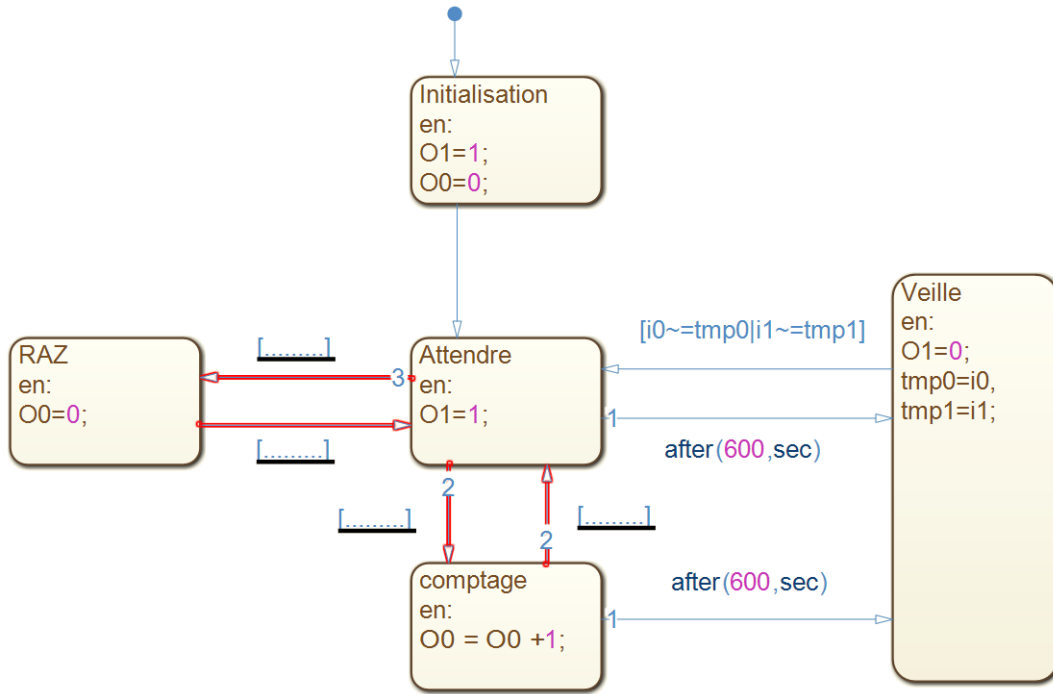 Initialisation
en:
O1=1;
O0=0;
RAZ
en:
O0=0;
[.........]
3
[.........]
Attendre
en:
O1=1;
[i0~=tmp0|i1~=tmp1]
1
after(600,sec)
Veille
en:
O1=0;
tmp0=i0,
tmp1=i1;
2
[.........]
[.........]
2
comptage
en:
O0 = O0 +1;
after(600,sec)
1